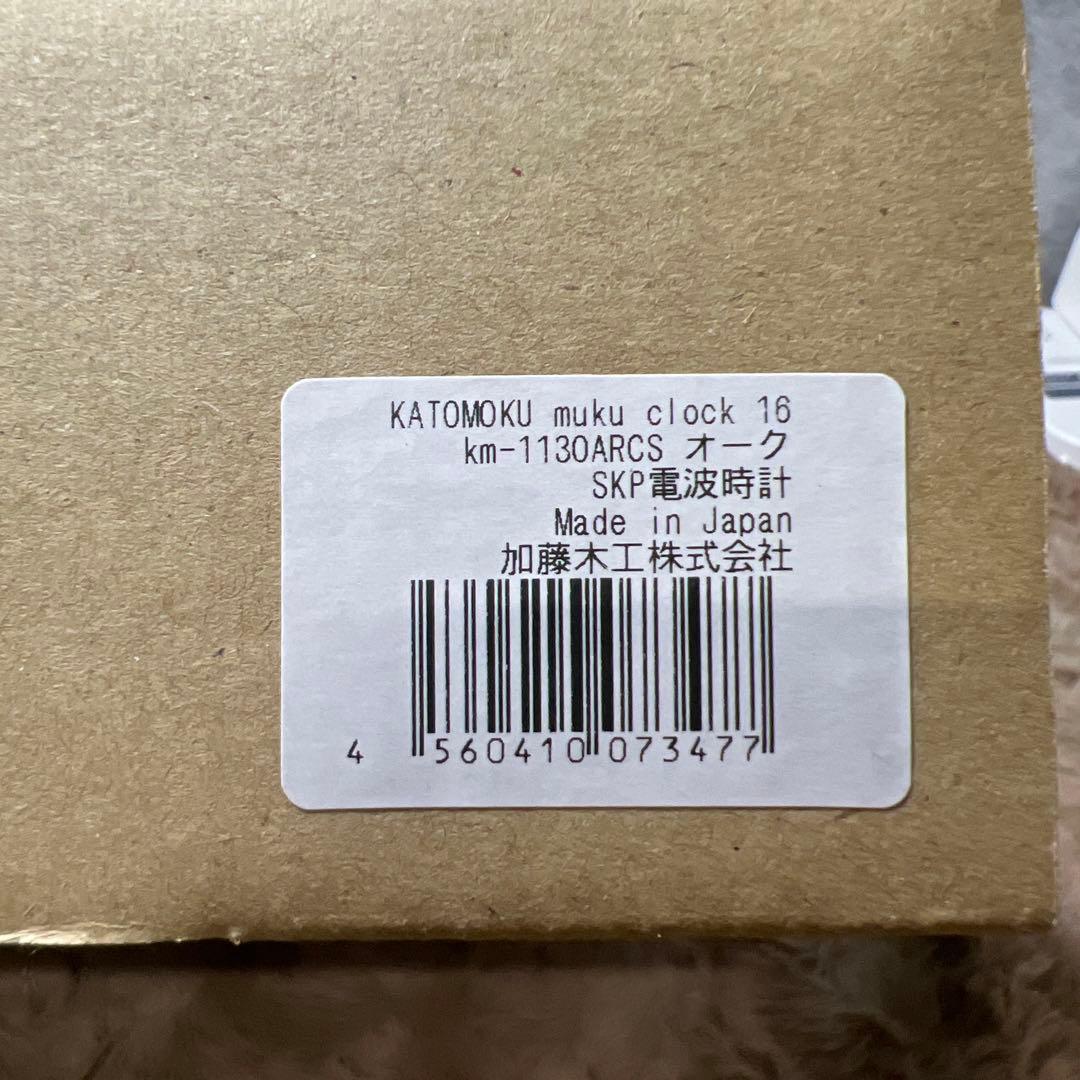 KATOMOKU muku clock 16
km-1130ARCS オーク
SKP電波時計
Made in Japan
加藤木工株式会社
4 560410 073477